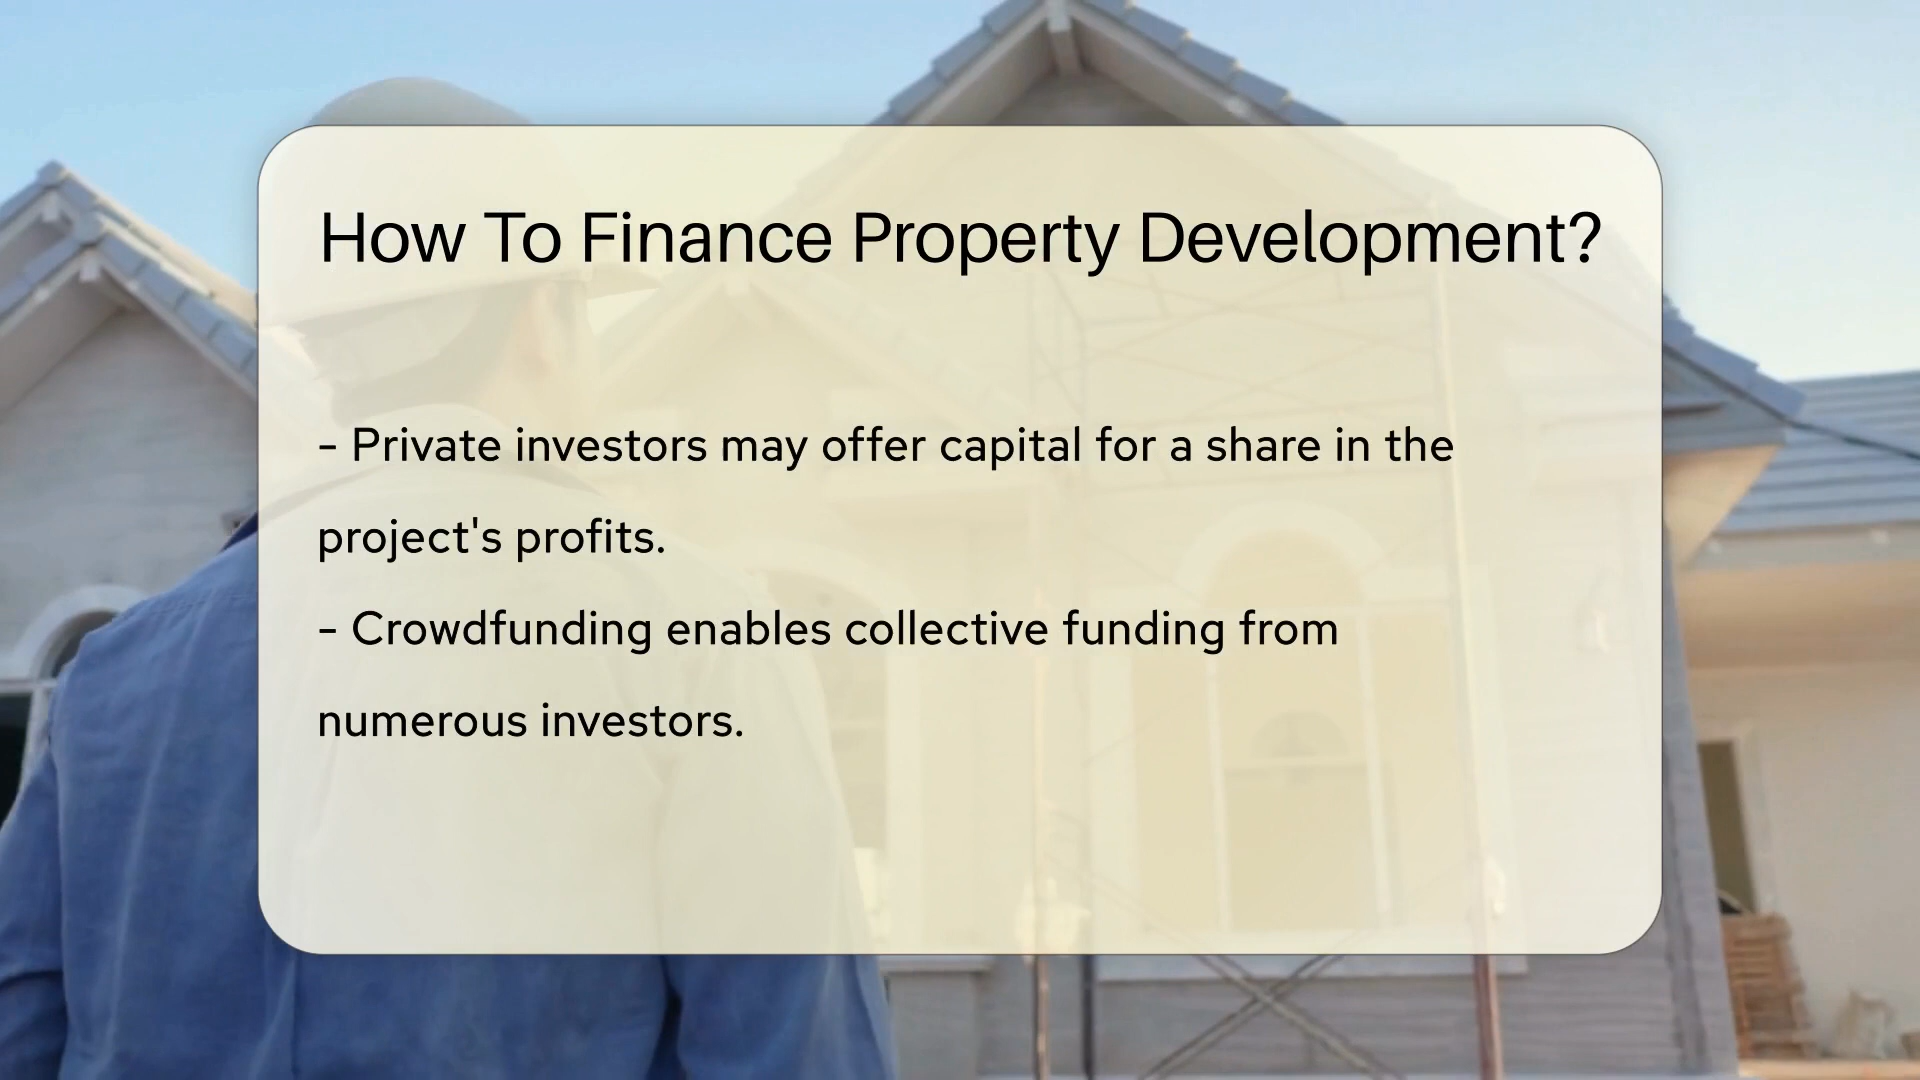 How To Finance Property Development?
- Private investors may offer capital for a share in the
project's profits.
- Crowdfunding enables collective funding from
numerous investors.